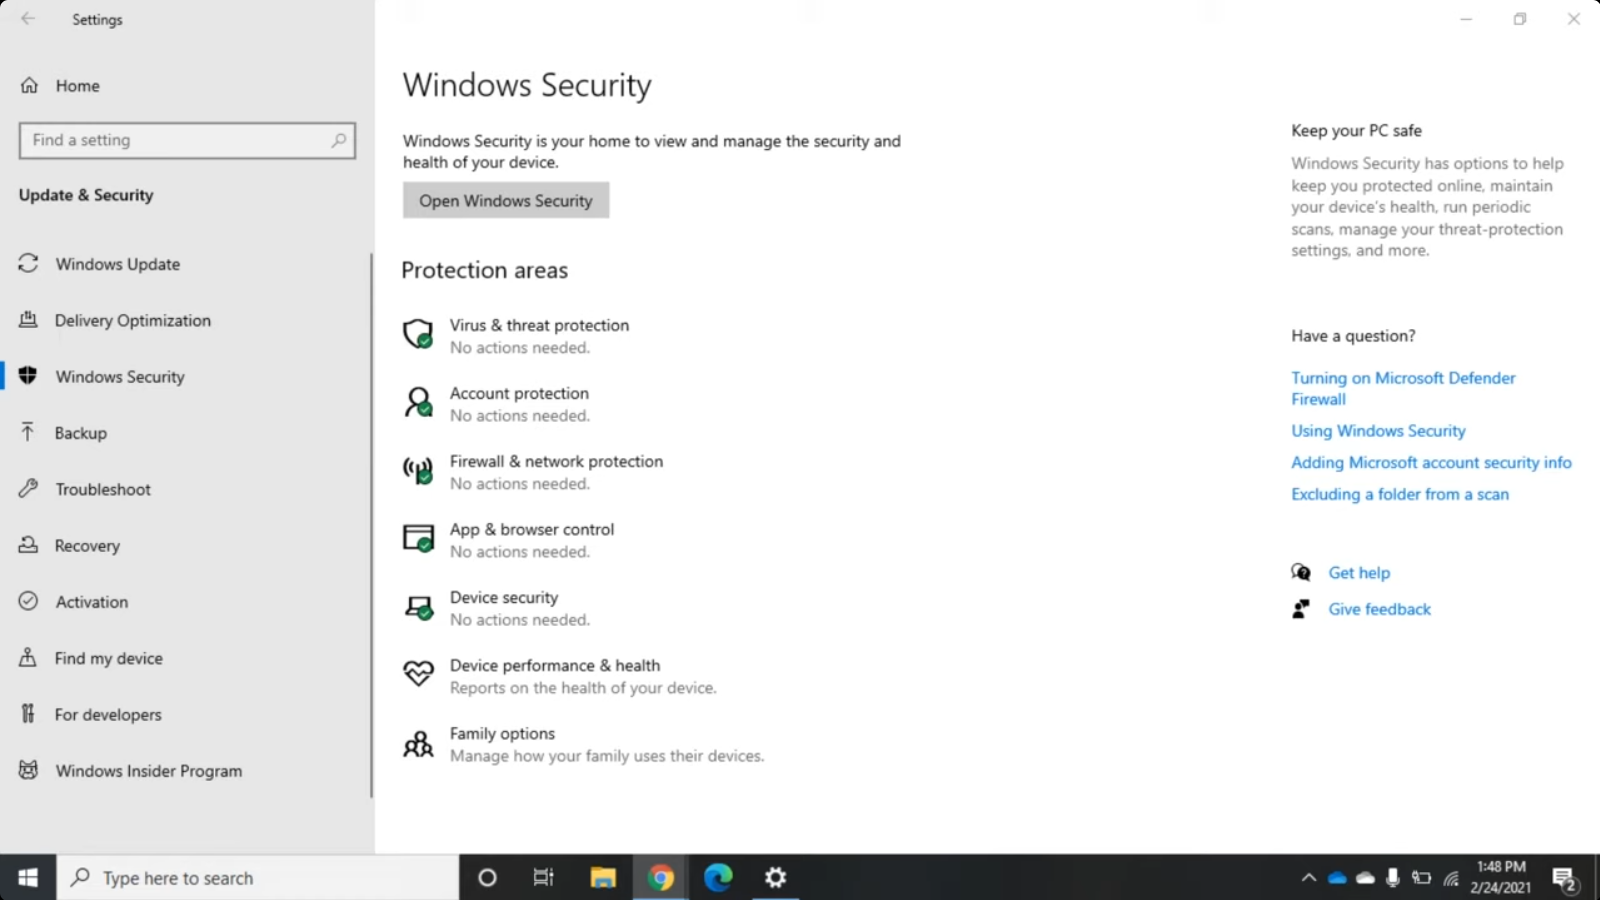 Settings
Home
Find a setting
Update & Security
Windows Update
Delivery Optimization
Windows Security
Backup
Troubleshoot
Recovery
Activation
Find my device
For developers
Windows Insider Program
Windows Security
Windows Security is your home to view and manage the security and
health of your device.
Open Windows Security
Protection areas
Virus & threat protection
No actions needed.
Account protection
No actions needed.
Firewall & network protection
No actions needed.
App & browser control
No actions needed.
Device security
No actions needed.
Device performance & health
Reports on the health of your device.
Family options
Manage how your family uses their devices.
Keep your PC safe
Windows Security has options to help
keep you protected online, maintain
your device's health, run periodic
scans, manage your threat-protection
settings, and more.
Have a question?
Turning on Microsoft Defender
Firewall
Using Windows Security
Adding Microsoft account security info
Excluding a folder from a scan
Get help
Give feedback
Type here to search
1:48 PM
2/24/2021
2